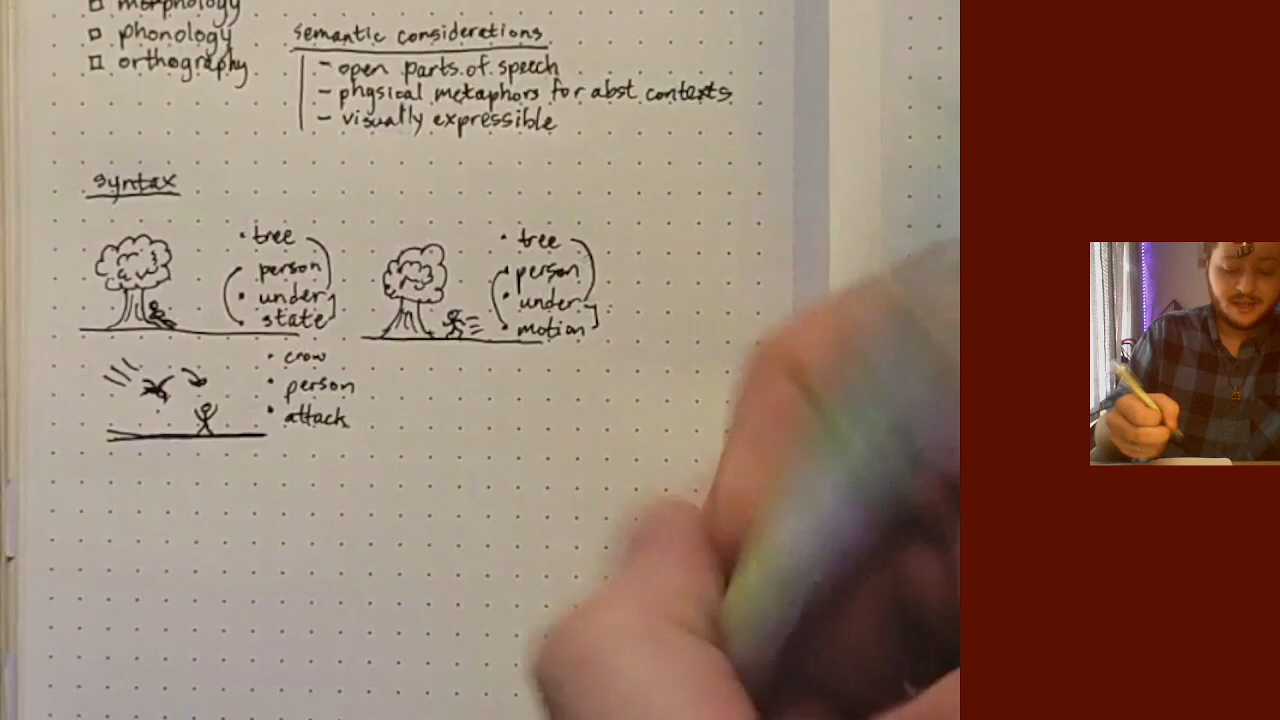 morphology
phonology
orthography
semantic considerations
- open parts of speech
- physical metaphors for abst. contexts
- visually expressible
syntax
• tree
person
• under
state
• tree
person
• under
• motion
• crow
• person
• attack